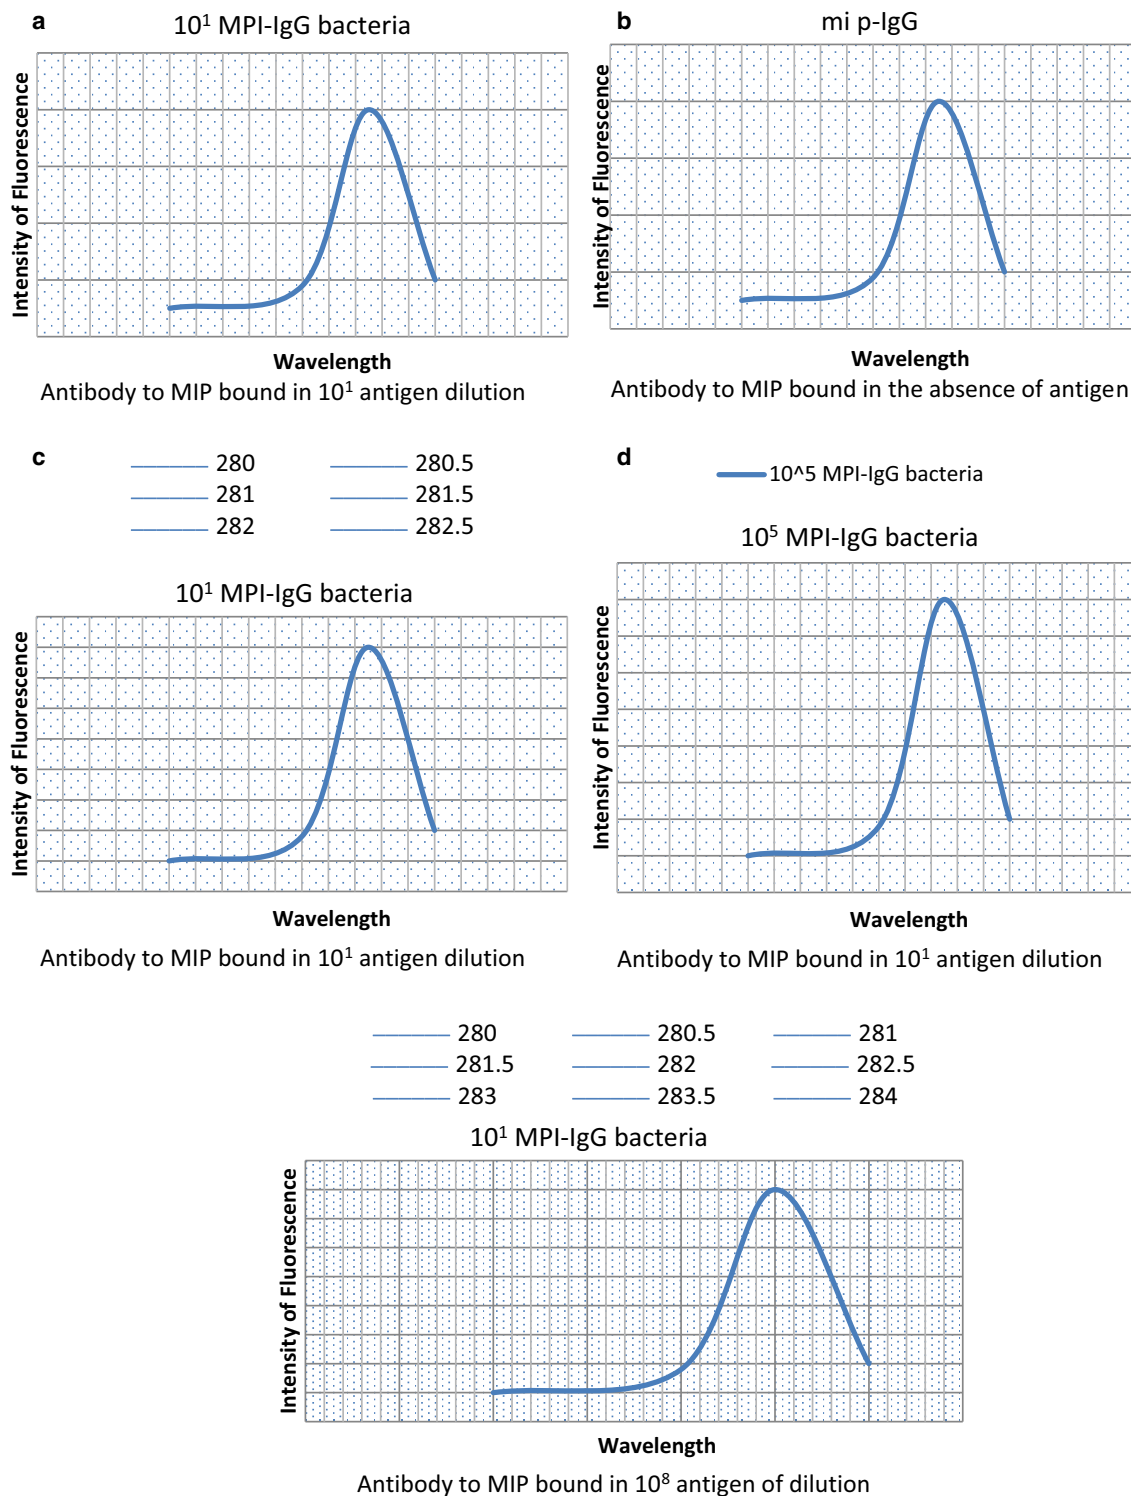 a
10¹ MPI-IgG bacteria
Intensity of Fluorescence
Wavelength
Antibody to MIP bound in 10¹ antigen dilution
b
mi p-IgG
Intensity of Fluorescence
Wavelength
Antibody to MIP bound in the absence of antigen
c
280 280.5
281 281.5
282 282.5
10¹ MPI-IgG bacteria
Intensity of Fluorescence
Wavelength
Antibody to MIP bound in 10¹ antigen dilution
d
10^5 MPI-IgG bacteria
10⁵ MPI-IgG bacteria
Intensity of Fluorescence
Wavelength
Antibody to MIP bound in 10¹ antigen dilution
280 280.5 281
281.5 282 282.5
283 283.5 284
10¹ MPI-IgG bacteria
Intensity of Fluorescence
Wavelength
Antibody to MIP bound in 10⁸ antigen of dilution